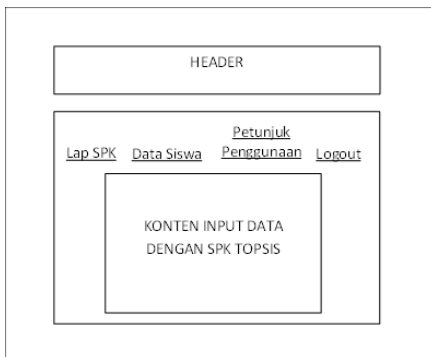 HEADER
Petunjuk
Lap SPK Data Siswa Penggunaan Logout
KONTEN INPUT DATA
DENGAN SPK TOPSIS